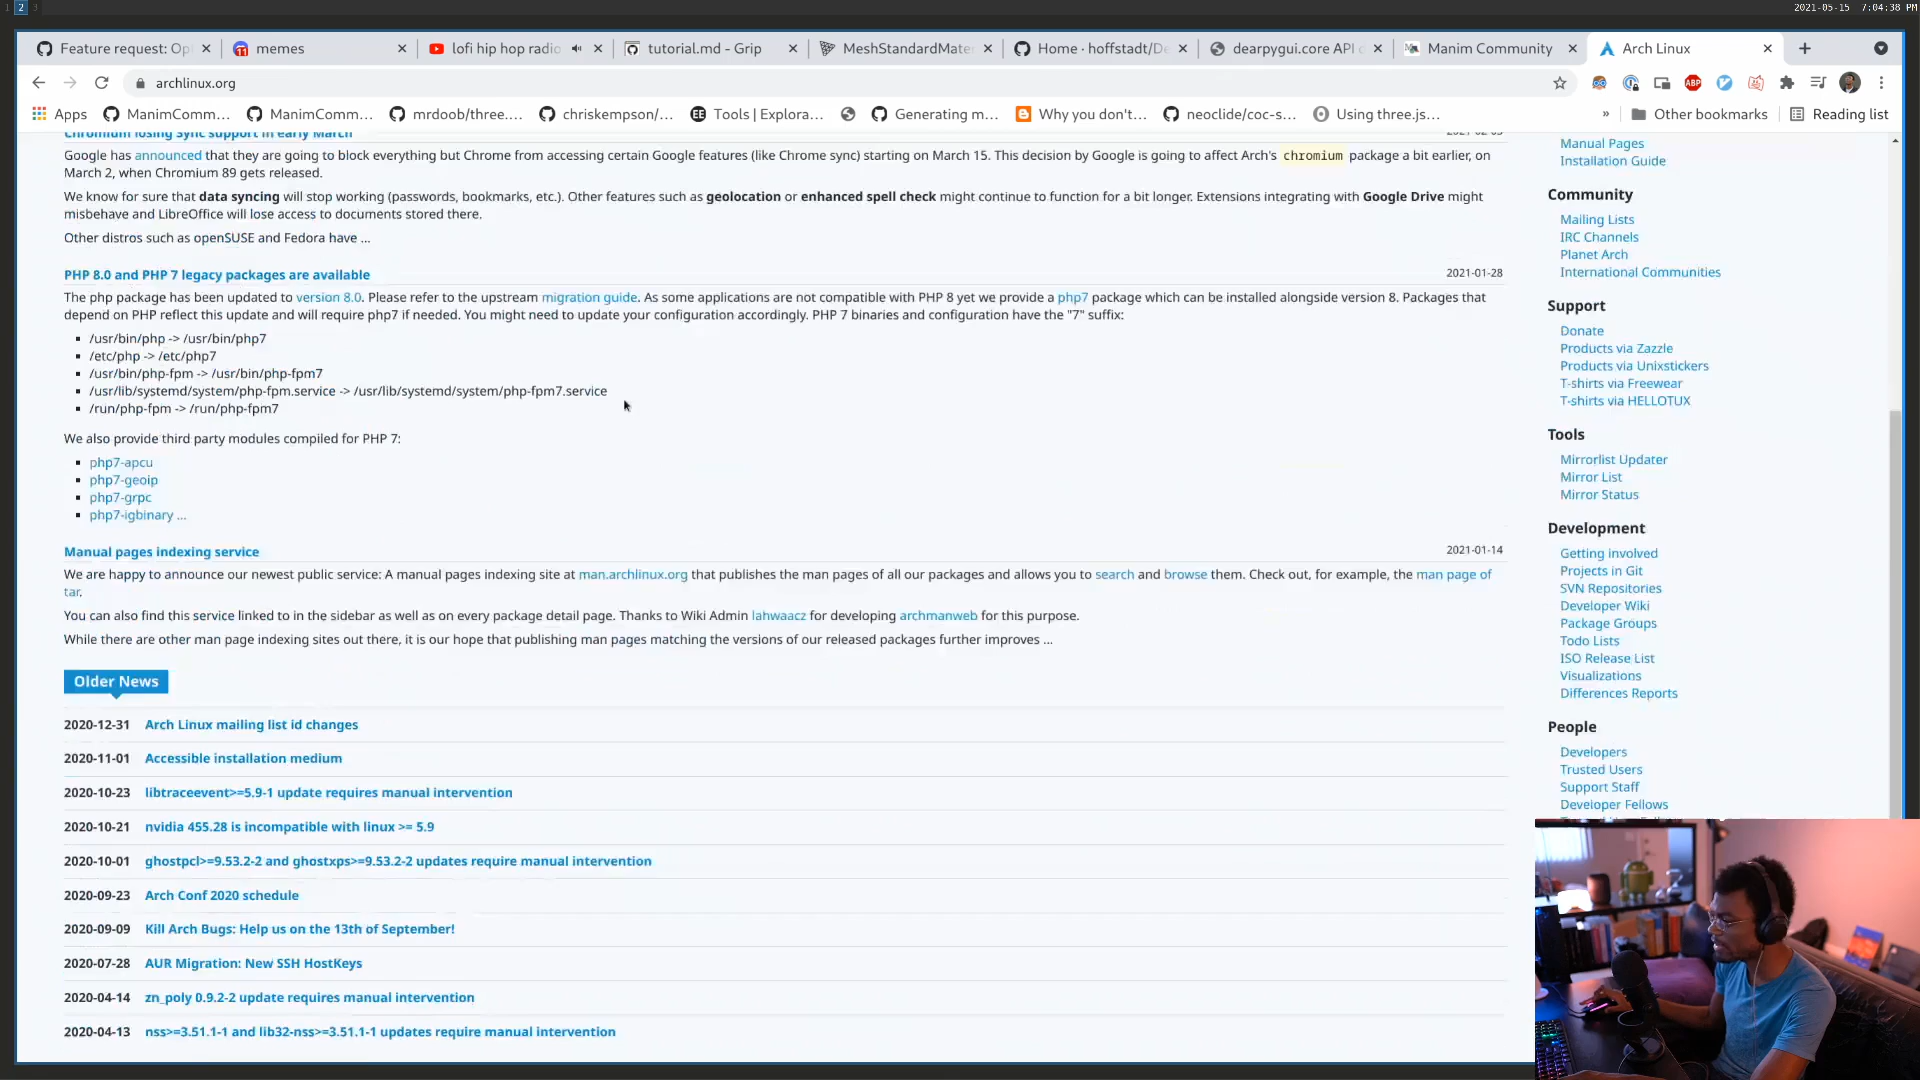 1 2 3
2021-05-15 7:04:38 PM
Feature request: Op
memes
lofi hip hop radio
tutorial.md - Grip
MeshStandardMate
Home · hoffstadt/De
dearpygui.core API d
Manim Community
Arch Linux
archlinux.org
ABP
Apps
ManimComm...
ManimComm...
mrdoob/three....
chriskempson/...
EE Tools | Explora...
Generating m...
Why you don't...
neoclide/coc-s...
Using three.js...
»
Other bookmarks
Reading list
Chromium losing Sync support in early March
2021-02-03
Google has announced that they are going to block everything but Chrome from accessing certain Google features (like Chrome sync) starting on March 15. This decision by Google is going to affect Arch's chromium package a bit earlier, on
March 2, when Chromium 89 gets released.
We know for sure that data syncing will stop working (passwords, bookmarks, etc.). Other features such as geolocation or enhanced spell check might continue to function for a bit longer. Extensions integrating with Google Drive might
misbehave and LibreOffice will lose access to documents stored there.
Other distros such as openSUSE and Fedora have ...
PHP 8.0 and PHP 7 legacy packages are available
2021-01-28
The php package has been updated to version 8.0. Please refer to the upstream migration guide. As some applications are not compatible with PHP 8 yet we provide a php7 package which can be installed alongside version 8. Packages that
depend on PHP reflect this update and will require php7 if needed. You might need to update your configuration accordingly. PHP 7 binaries and configuration have the "7" suffix:
/usr/bin/php -> /usr/bin/php7
/etc/php -> /etc/php7
/usr/bin/php-fpm -> /usr/bin/php-fpm7
/usr/lib/systemd/system/php-fpm.service -> /usr/lib/systemd/system/php-fpm7.service
/run/php-fpm -> /run/php-fpm7
We also provide third party modules compiled for PHP 7:
php7-apcu
php7-geoip
php7-grpc
php7-igbinary ...
Manual pages indexing service
2021-01-14
We are happy to announce our newest public service: A manual pages indexing site at man.archlinux.org that publishes the man pages of all our packages and allows you to search and browse them. Check out, for example, the man page of
tar.
You can also find this service linked to in the sidebar as well as on every package detail page. Thanks to Wiki Admin lahwaacz for developing archmanweb for this purpose.
While there are other man page indexing sites out there, it is our hope that publishing man pages matching the versions of our released packages further improves ...
Older News
2020-12-31 Arch Linux mailing list id changes
2020-11-01 Accessible installation medium
2020-10-23 libtraceevent>=5.9-1 update requires manual intervention
2020-10-21 nvidia 455.28 is incompatible with linux >= 5.9
2020-10-01 ghostpcl>=9.53.2-2 and ghostxps>=9.53.2-2 updates require manual intervention
2020-09-23 Arch Conf 2020 schedule
2020-09-09 Kill Arch Bugs: Help us on the 13th of September!
2020-07-28 AUR Migration: New SSH HostKeys
2020-04-14 zn_poly 0.9.2-2 update requires manual intervention
2020-04-13 nss>=3.51.1-1 and lib32-nss>=3.51.1-1 updates require manual intervention
Manual Pages
Installation Guide
Community
Mailing Lists
IRC Channels
Planet Arch
International Communities
Support
Donate
Products via Zazzle
Products via Unixstickers
T-shirts via Freewear
T-shirts via HELLOTUX
Tools
Mirrorlist Updater
Mirror List
Mirror Status
Development
Getting involved
Projects in Git
SVN Repositories
Developer Wiki
Package Groups
Todo Lists
ISO Release List
Visualizations
Differences Reports
People
Developers
Trusted Users
Support Staff
Developer Fellows